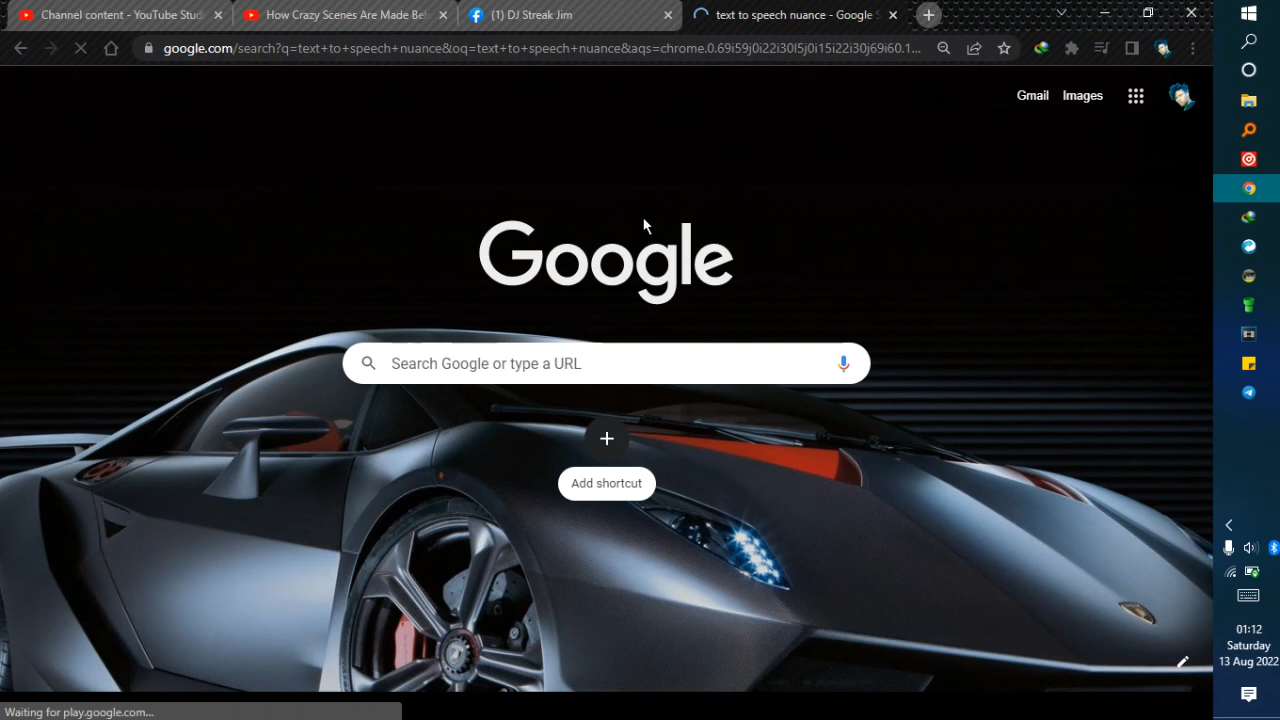 Channel content - YouTube Studi
How Crazy Scenes Are Made Beh
(1) DJ Streak Jim
text to speech nuance - Google S
google.com/search?q=text+to+speech+nuance&oq=text+to+speech+nuance&aqs=chrome.0.69i59j0i22i30l5j0i15i22i30j69i60.1...
Gmail
Images
Google
Search Google or type a URL
Add shortcut
Waiting for play.google.com...
01:12
Saturday
13 Aug 2022